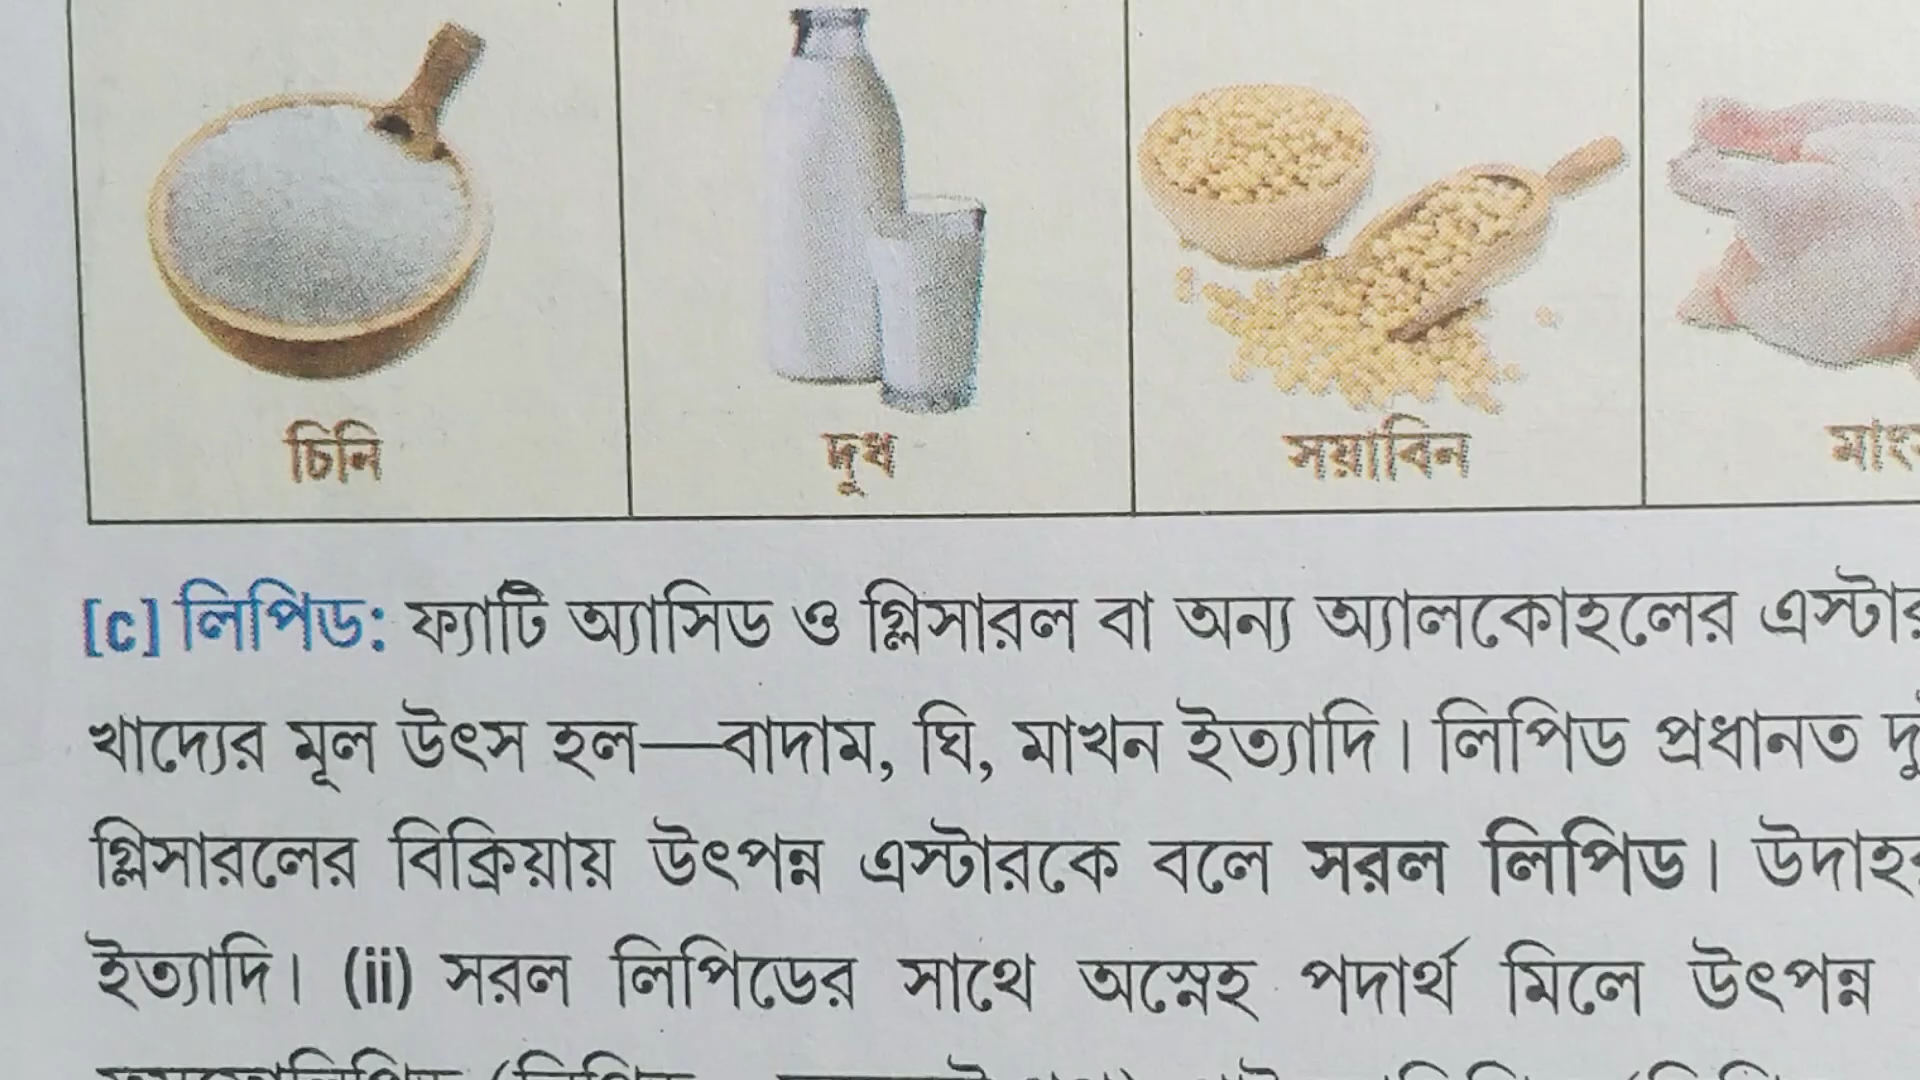 চিনি দুধ সয়াবিন
[c] লিপিড: ফ্যাটি অ্যাসিড ও গ্লিসারল বা অন্য অ্যালকোহলের
খাদ্যের মূল উৎস হল—বাদাম, ঘি, মাখন ইত্যাদি। লিপিড প্রধানত
গ্লিসারলের বিক্রিয়ায় উৎপন্ন এস্টারকে বলে সরল লিপিড।
ইত্যাদি। (ii) সরল লিপিডের সাথে অস্নেহ পদার্থ মিলে উৎপন্ন